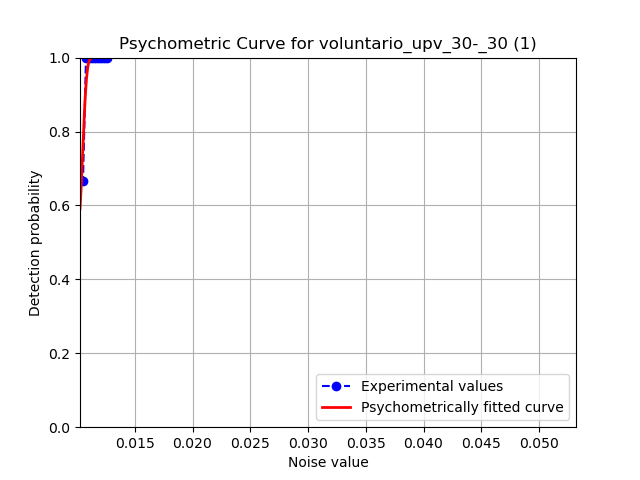 Psychometric Curve for voluntario_upv_30-_30 (1)
1.0
0.8
0.6
0.4
0.2
0.0
Detection probability
Experimental values
Psychometrically fitted curve
0.015 0.020 0.025 0.030 0.035 0.040 0.045 0.050
Noise value